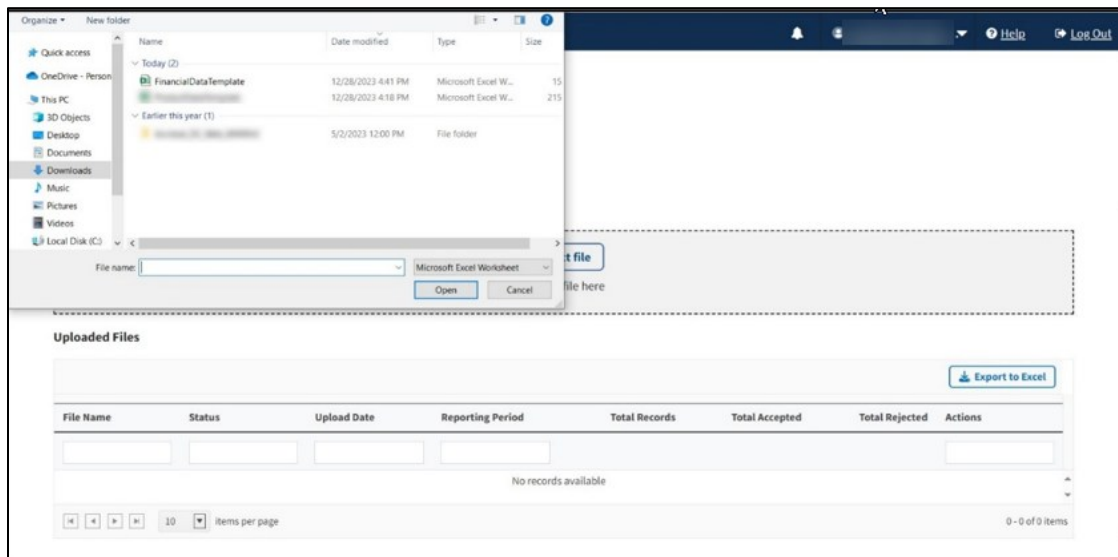 Organize New folder
Help Log Out
Name Date modified Type Size
Quick access
Today (2)
OneDrive - Person
FinancialDataTemplate 12/28/2023 4:41 PM Microsoft Excel W... 15
12/28/2023 4:18 PM Microsoft Excel W... 215
This PC
Earlier this year (1)
3D Objects
5/2/2023 12:00 PM File folder
Desktop
Documents
Downloads
Music
Pictures
Videos
Local Disk (C:)
t file
File name: Microsoft Excel Worksheet
file here
Open Cancel
Uploaded Files
Export to Excel
File Name Status Upload Date Reporting Period Total Records Total Accepted Total Rejected Actions
No records available
10 items per page 0 - 0 of 0 items